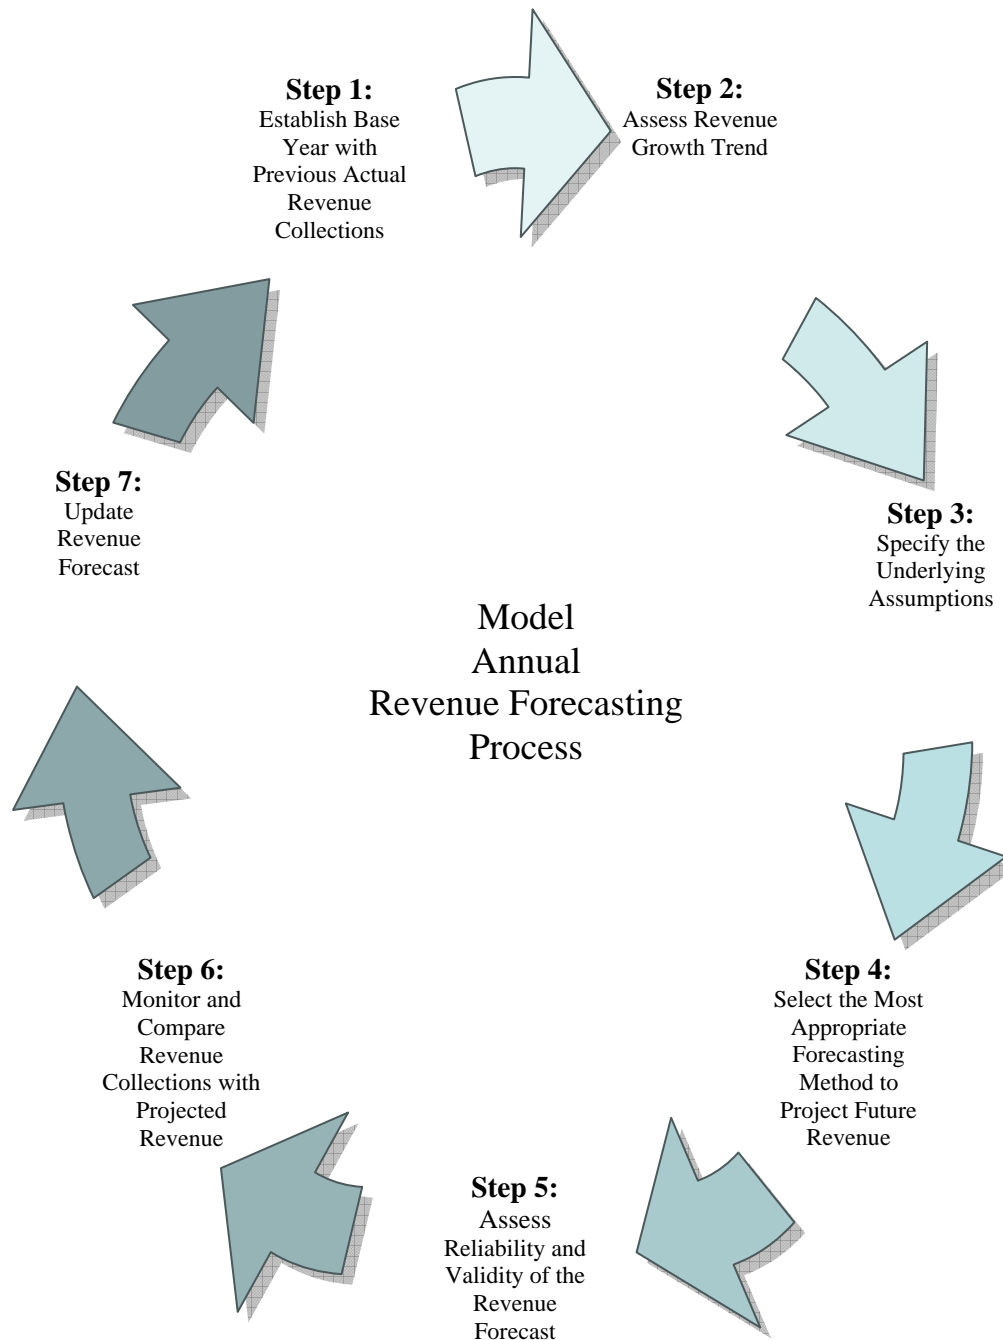 Step 1:
Establish Base
Year with
Previous Actual
Revenue
Collections
Step 2:
Assess Revenue
Growth Trend
Step 3:
Specify the
Underlying
Assumptions
Step 4:
Select the Most
Appropriate
Forecasting
Method to
Project Future
Revenue
Step 5:
Assess
Reliability and
Validity of the
Revenue
Forecast
Step 6:
Monitor and
Compare
Revenue
Collections with
Projected
Revenue
Step 7:
Update
Revenue
Forecast
Model
Annual
Revenue Forecasting
Process